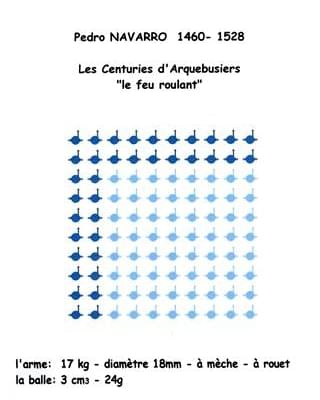 Pedro NAVARRO 1460- 1528
Les Centuries d'Arquebusiers
"le feu roulant"
l'arme: 17 kg - diamètre 18mm - à mèche - à rouet
la balle: 3 cm3 - 24g